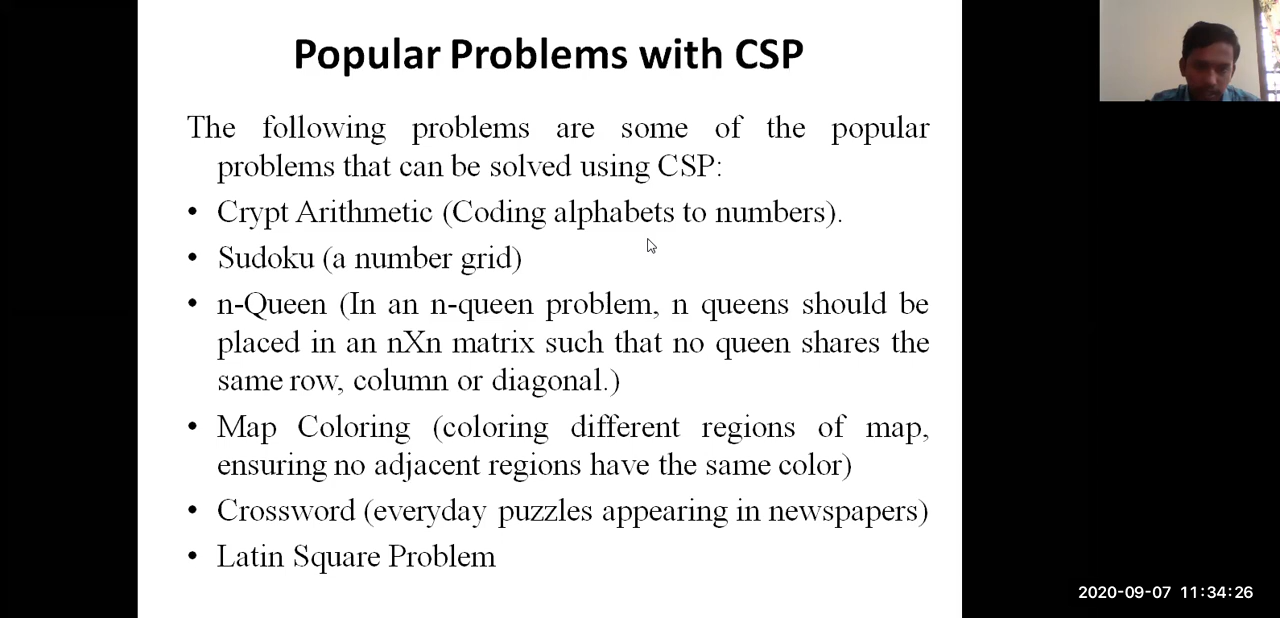 Popular Problems with CSP
The following problems are some of the popular
problems that can be solved using CSP:
• Crypt Arithmetic (Coding alphabets to numbers).
• Sudoku (a number grid)
• n-Queen (In an n-queen problem, n queens should be
placed in an nXn matrix such that no queen shares the
same row, column or diagonal.)
• Map Coloring (coloring different regions of map,
ensuring no adjacent regions have the same color)
• Crossword (everyday puzzles appearing in newspapers)
• Latin Square Problem
2020-09-07 11:34:26